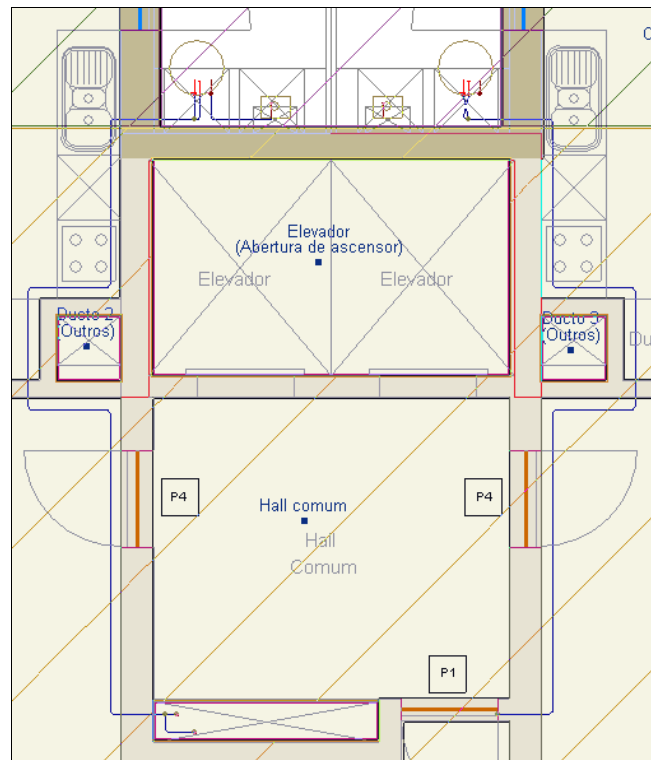 C
Elevador
(Abertura de ascensor)
Elevador
Elevador
Ducto 2
(Outros)
Ducto 3
(Outros)
Du
P4
P4
Hall comum
Hall
Comum
P1